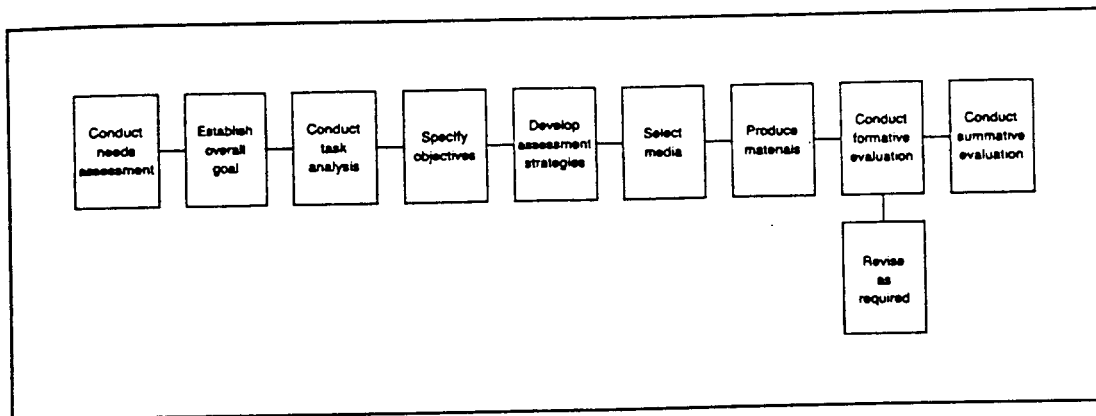 Conduct
needs
assessment
Establish
overall
goal
Conduct
task
analysis
Specify
objectives
Develop
assessment
strategies
Select
media
Produce
materials
Conduct
formative
evaluation
Conduct
summative
evaluation
Revise
as
required